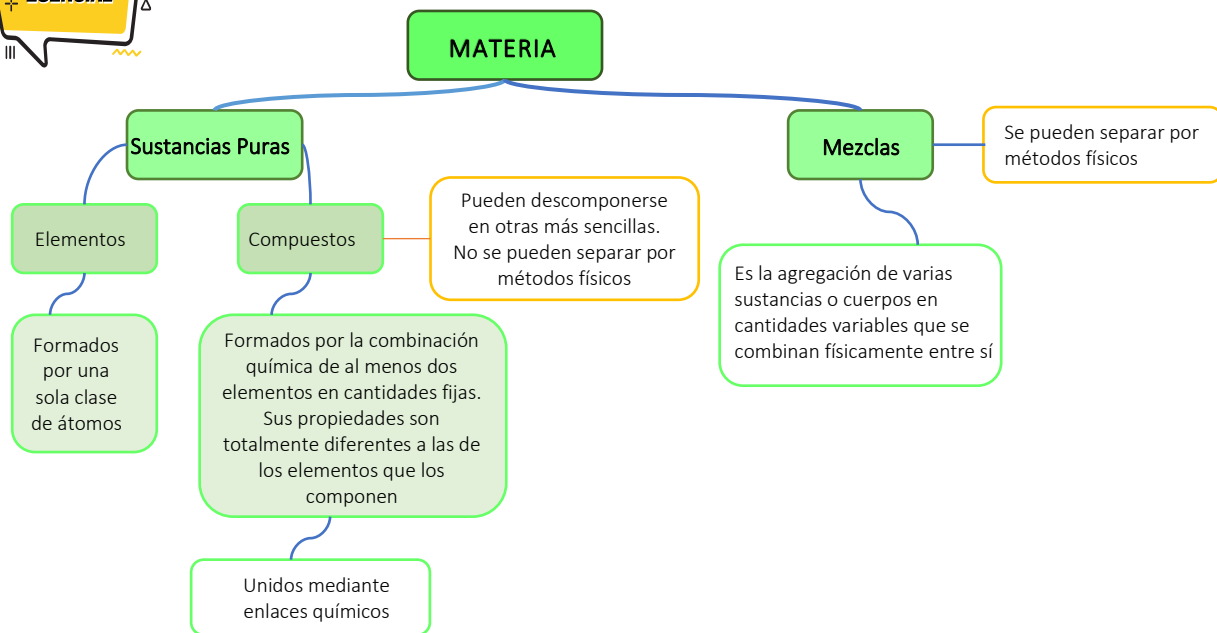 MATERIA
Sustancias Puras
Mezclas
Se pueden separar por
métodos físicos
Elementos
Compuestos
Pueden descomponerse
en otras más sencillas.
No se pueden separar por
métodos físicos
Es la agregación de varias
sustancias o cuerpos en
cantidades variables que se
combinan físicamente entre sí
Formados
por una
sola clase
de átomos
Formados por la combinación
química de al menos dos
elementos en cantidades fijas.
Sus propiedades son
totalmente diferentes a las de
los elementos que los
componen
Unidos mediante
enlaces químicos